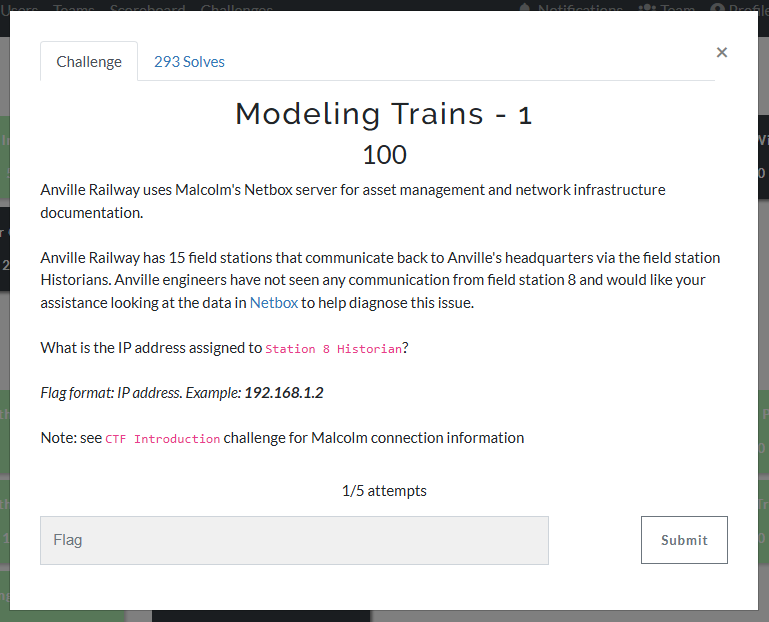 Users Teams Scoreboard Challenges Notifications Team Profile
Challenge 293 Solves ×
Modeling Trains - 1
100
Anville Railway uses Malcolm's Netbox server for asset management and network infrastructure
documentation.
Anville Railway has 15 field stations that communicate back to Anville's headquarters via the field station
Historians. Anville engineers have not seen any communication from field station 8 and would like your
assistance looking at the data in Netbox to help diagnose this issue.
What is the IP address assigned to Station 8 Historian?
Flag format: IP address. Example: 192.168.1.2
Note: see CTF Introduction challenge for Malcolm connection information
1/5 attempts
Flag
Submit